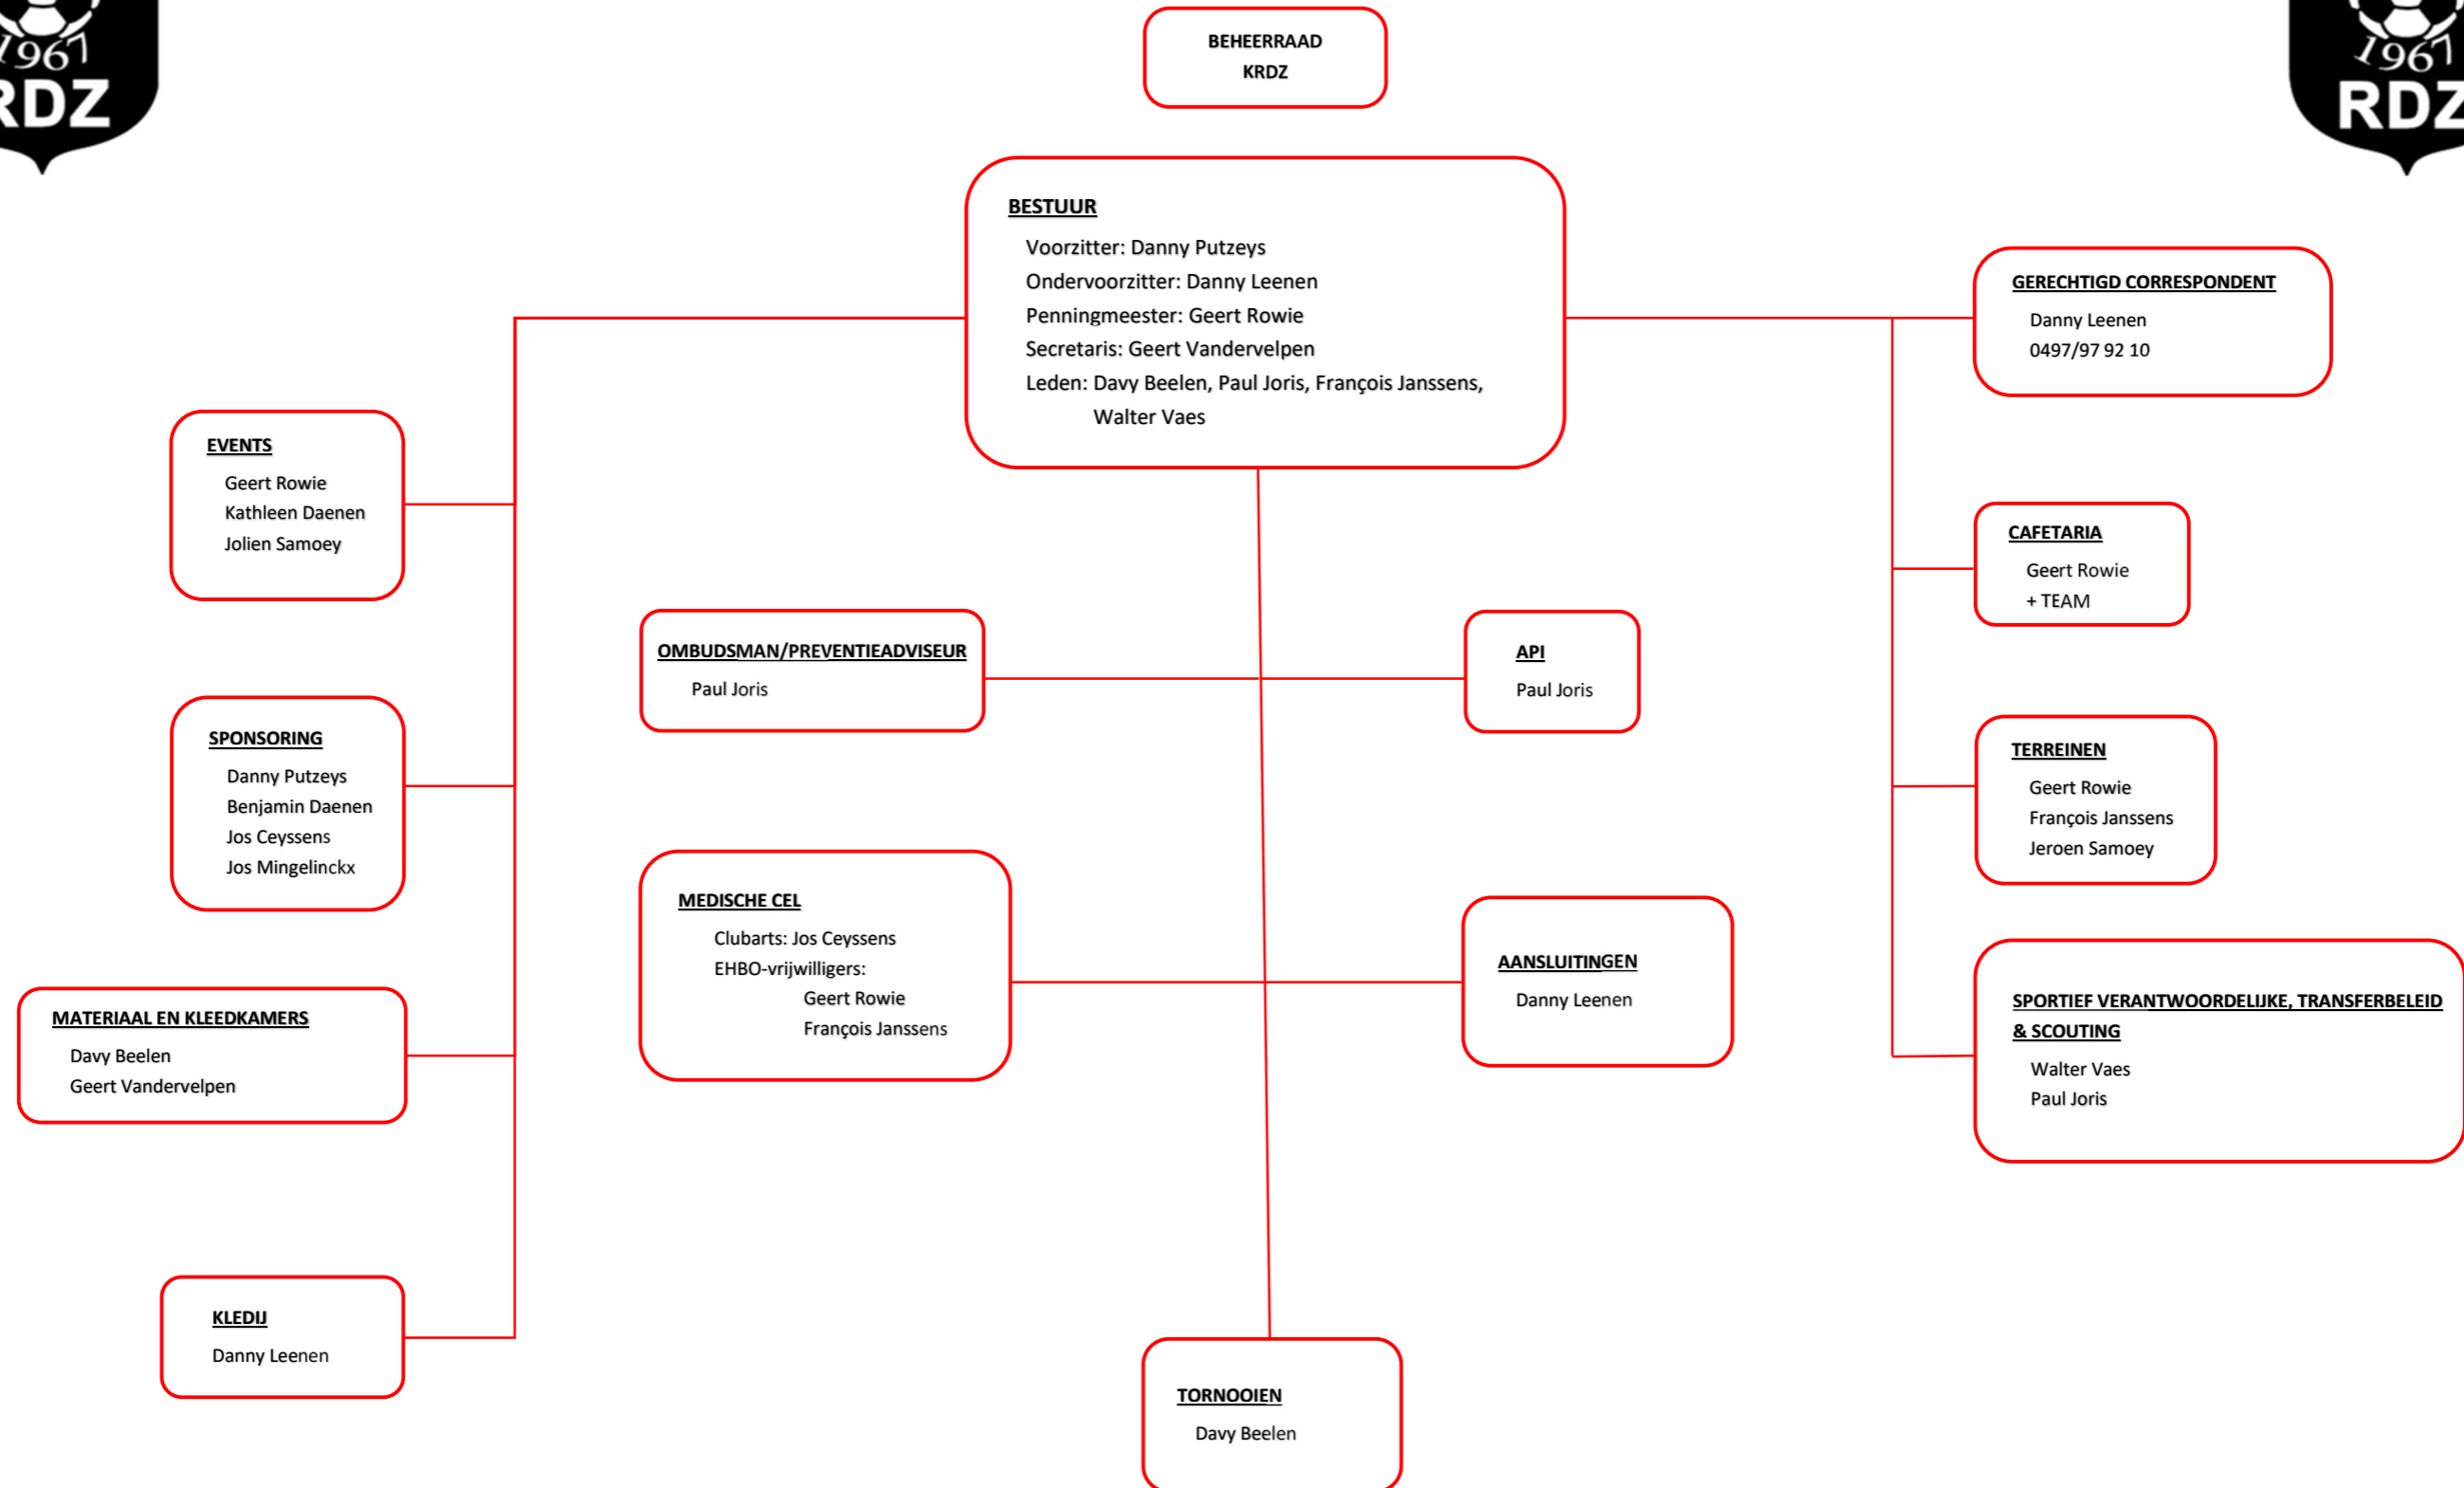 1967
RDZ
BEHEERRAAD
KRDZ
1967
RDZ
BESTUUR
Voorzitter: Danny Putzeys
Ondervoorzitter: Danny Leenen
Penningmeester: Geert Rowie
Secretaris: Geert Vandervelpen
Leden: Davy Beelen, Paul Joris, François Janssens,
Walter Vaes
GERECHTIGD CORRESPONDENT
Danny Leenen
0497/97 92 10
EVENTS
Geert Rowie
Kathleen Daenen
Jolien Samoey
CAFETARIA
Geert Rowie
+ TEAM
OMBUDSMAN/PREVENTIEADVISEUR
Paul Joris
API
Paul Joris
SPONSORING
Danny Putzeys
Benjamin Daenen
Jos Ceyssens
Jos Mingelinckx
TERREINEN
Geert Rowie
François Janssens
Jeroen Samoey
MEDISCHE CEL
Clubarts: Jos Ceyssens
EHBO-vrijwilligers:
Geert Rowie
François Janssens
AANSLUITINGEN
Danny Leenen
MATERIAAL EN KLEEDKAMERS
Davy Beelen
Geert Vandervelpen
SPORTIEF VERANTWOORDELIJKE, TRANSFERBELEID
& SCOUTING
Walter Vaes
Paul Joris
KLEDIJ
Danny Leenen
TORNOOIEN
Davy Beelen